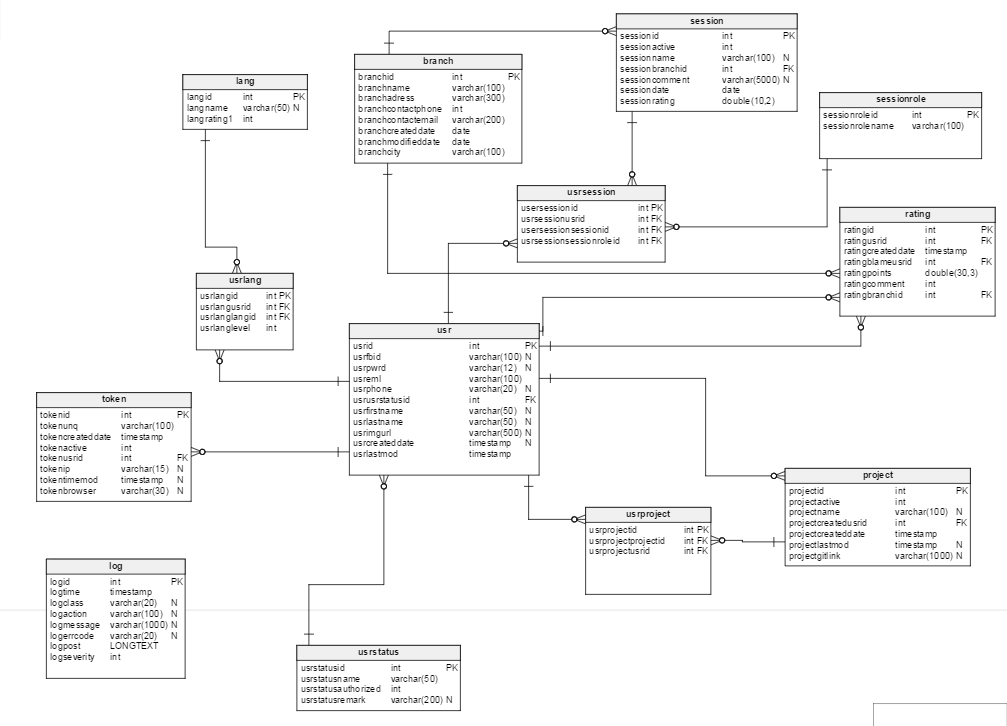 session
sessionid int PK
sessionactive int
sessionname varchar(100) N
sessionbranchid int FK
sessioncomment varchar(5000) N
sessiondate date
sessionrating double(10,2)
branch
branchid int PK
branchname varchar(100)
branchadress varchar(300)
branchcontactphone int
branchcontactemail varchar(200)
branchcreateddate date
branchmodifieddate date
branchcity varchar(100)
lang
langid int PK
langname varchar(50) N
langrating1 int
sessionrole
sessionroleid int PK
sessionrolename varchar(100)
usrsession
usersessionid int PK
usrsessionusrid int FK
usersessionsessionid int FK
usrsessionsessionroleid int FK
rating
ratingid int PK
ratingusrid int FK
ratingcreateddate timestamp
ratingblameusrid int FK
ratingpoints double(30,3)
ratingcomment int
ratingbranchid int FK
usrlang
usrlangid int PK
usrlangusrid int FK
usrlanglangid int FK
usrlanglevel int
usr
usrid int PK
usrfbid varchar(100) N
usrpwrd varchar(12) N
usreml varchar(100)
usrphone varchar(20) N
usrusrstatusid int FK
usrfirstname varchar(50) N
usrlastname varchar(50) N
usrimgurl varchar(500) N
usrcreateddate timestamp N
usrlastmod timestamp
token
tokenid int PK
tokenunq varchar(100)
tokencreateddate timestamp
tokenactive int
tokenusrid int FK
tokenip varchar(15) N
tokentimemod timestamp N
tokenbrowser varchar(30) N
project
projectid int PK
projectactive int
projectname varchar(100) N
projectcreatedusrid int FK
projectcreateddate timestamp
projectlastmod timestamp N
projectgitlink varchar(1000) N
usrproject
usrprojectid int PK
usrprojectprojectid int FK
usrprojectusrid int FK
log
logid int PK
logtime timestamp
logclass varchar(20) N
logaction varchar(100) N
logmessage varchar(1000) N
logerrcode varchar(20) N
logpost LONGTEXT
logseverity int
usrstatus
usrstatusid int PK
usrstatusname varchar(50)
usrstatusauthorized int
usrstatusremark varchar(200) N